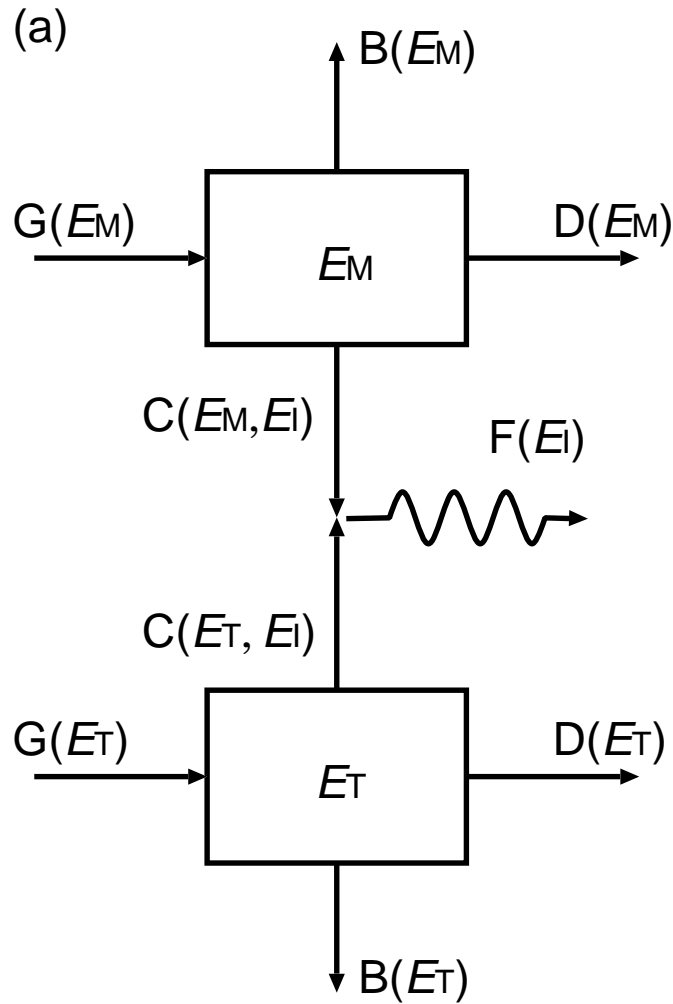 (a)
B(EM)
G(EM)
EM
D(EM)
C(EM,EI)
F(EI)
C(ET, EI)
G(ET)
ET
D(ET)
B(ET)